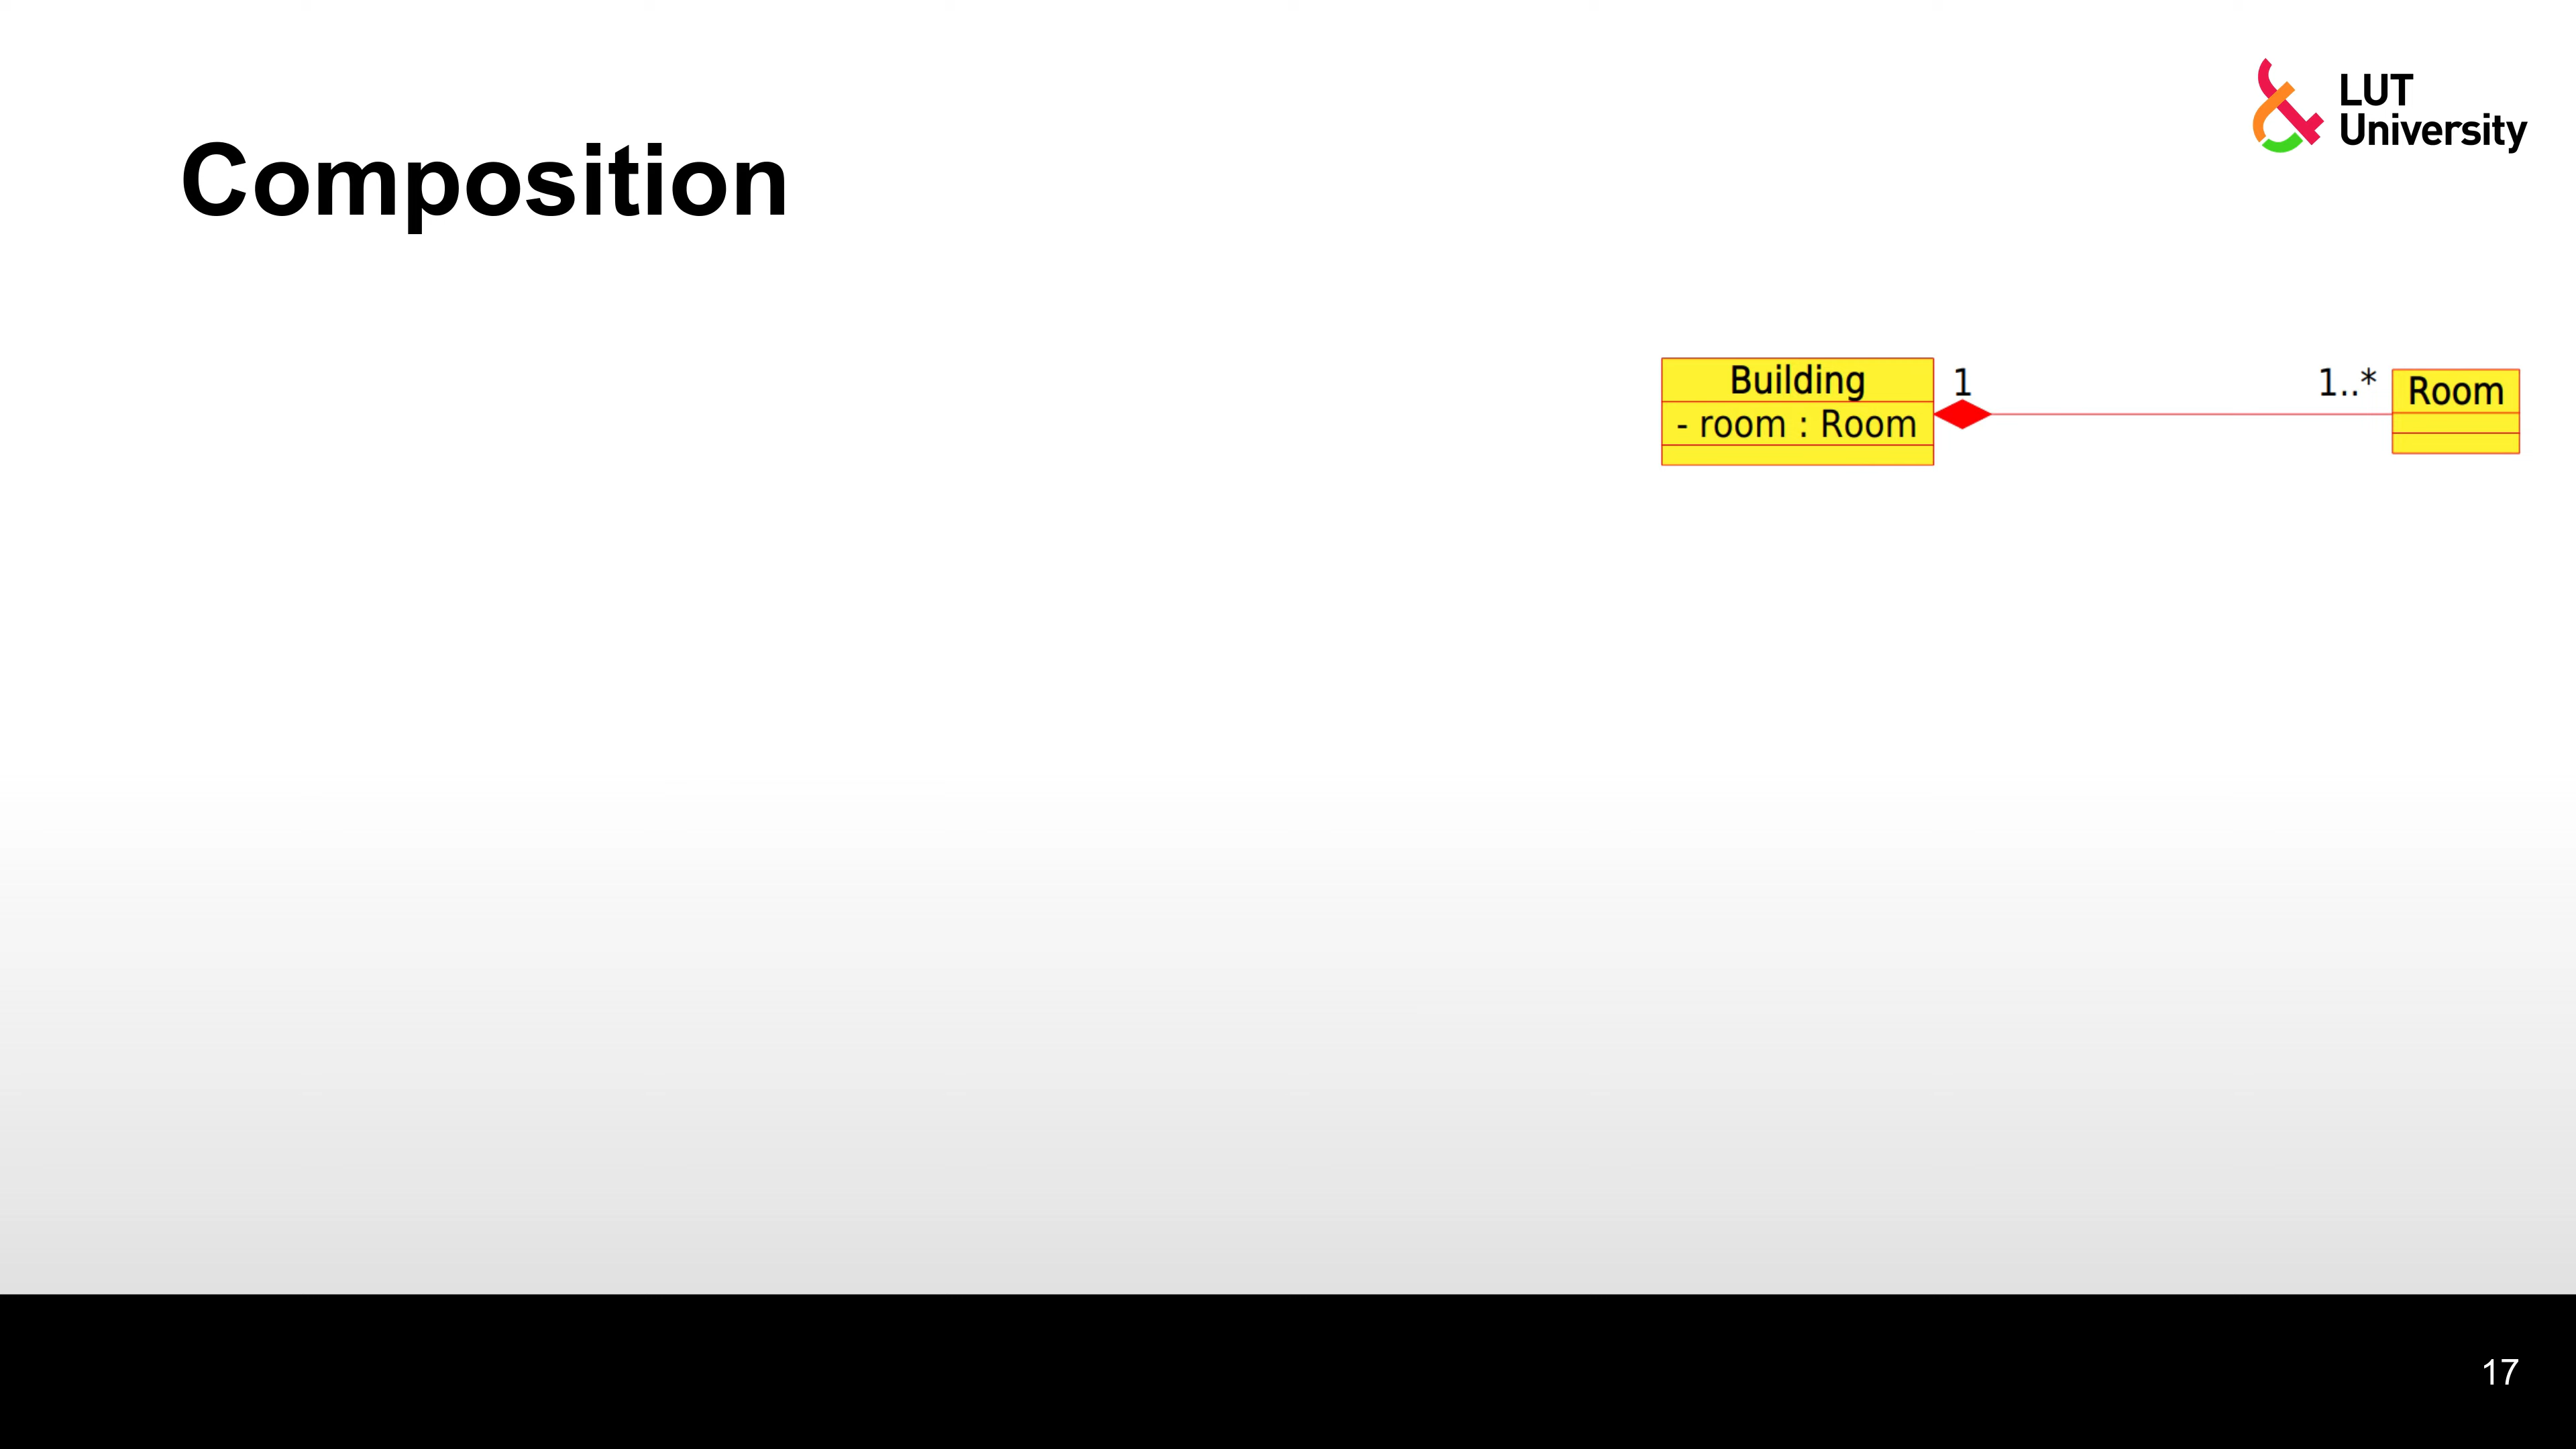 LUT
University
Composition
Building
- room : Room
1
1..*
Room
17